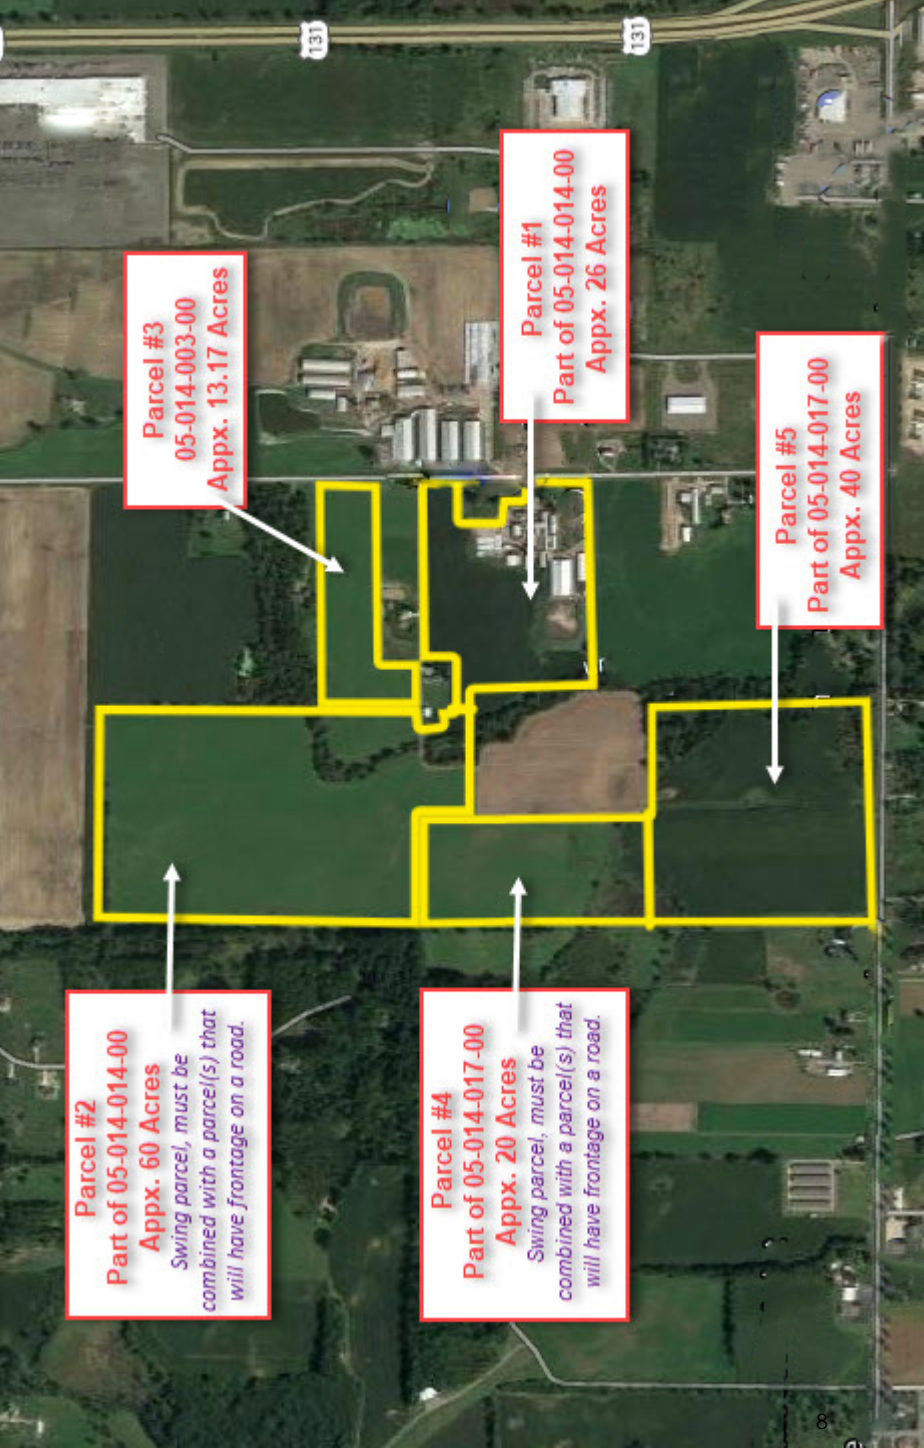 131
131
Parcel #3
05-014-003-00
Appx. 13.17 Acres
Parcel #1
Part of 05-014-014-00
Appx. 26 Acres
Parcel #5
Part of 05-014-017-00
Appx. 40 Acres
Parcel #2
Part of 05-014-014-00
Appx. 60 Acres
Swing parcel, must be
combined with a parcel(s) that
will have frontage on a road.
Parcel #4
Part of 05-014-017-00
Appx. 20 Acres
Swing parcel, must be
combined with a parcel(s) that
will have frontage on a road.
8